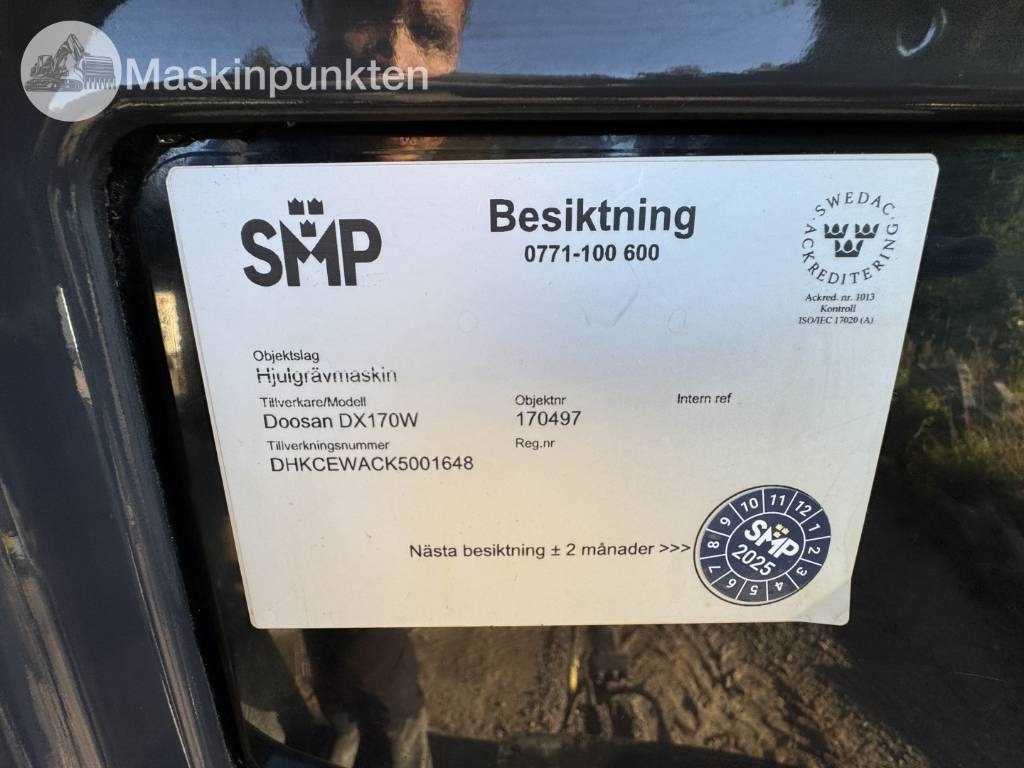 Maskinpunkten
SMP
Besiktning
0771-100 600
SWEDAC
ACKREDITERING
Ackred. nr. 1013
Kontroll
ISO/IEC 17020 (A)
Objektslag
Hjulgrävmaskin
Tillverkare/Modell Objektnr Intern ref
Doosan DX170W 170497
Tillverkningsnummer Reg.nr
DHKCEWACK5001648
Nästa besiktning ± 2 månader >>>
1 2 3 4 5 6 7 8 9 10 11 12
SMP
2025